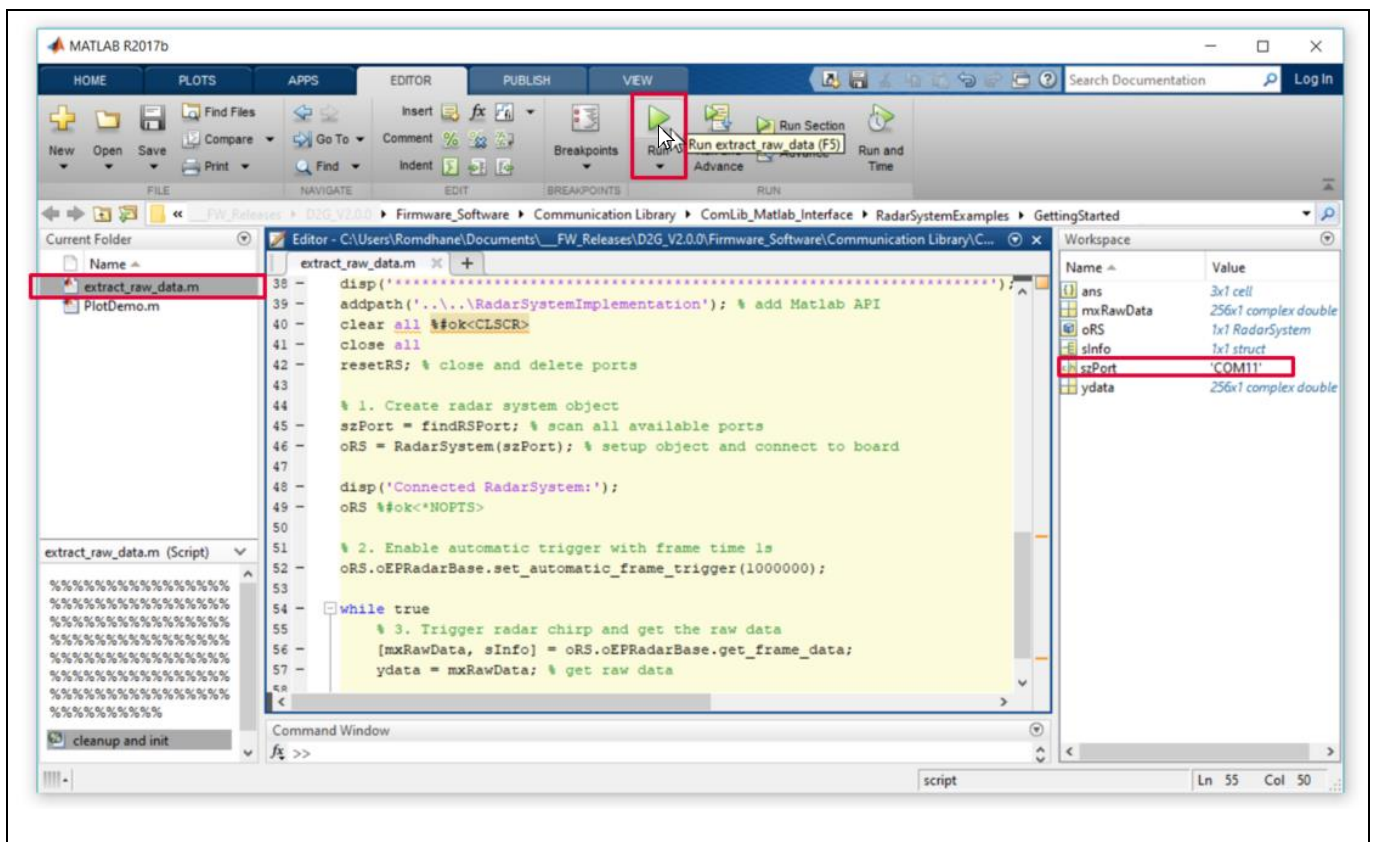 MATLAB R2017b
HOME PLOTS APPS EDITOR PUBLISH VIEW Search Documentation Log In
New Open Save Find Files Compare Print
FILE
Go To Find
NAVIGATE
Insert fx
Comment
Indent
EDIT
Breakpoints
BREAKPOINTS
Run
Advance
Run Section
Advance
Run extract_raw_data (F5)
Run and Time
RUN
« __FW_Releases D2G_V2.0.0 Firmware_Software Communication Library ComLib_Matlab_Interface RadarSystemExamples GettingStarted
Current Folder
Name
extract_raw_data.m
PlotDemo.m
extract_raw_data.m (Script)
%%%%%%%%%%%%%%%%
%%%%%%%%%%%%%%%%
%%%%%%%%%%%%%%%%
%%%%%%%%%%%%%%%%
%%%%%%%%%%%%%%%%
%%%%%%%%%%%%%%%%
%%%%%%%%%%%%%%%%
%%%%%%%%%%
cleanup and init
Editor - C:\Users\Romdhane\Documents\__FW_Releases\D2G_V2.0.0\Firmware_Software\Communication Library\C...
extract_raw_data.m
38 - disp('******************************************************************');
39 - addpath('..\..\RadarSystemImplementation'); % add Matlab API
40 - clear all %#ok<CLSCR>
41 - close all
42 - resetRS; % close and delete ports
43
44 % 1. Create radar system object
45 - szPort = findRSPort; % scan all available ports
46 - oRS = RadarSystem(szPort); % setup object and connect to board
47
48 - disp('Connected RadarSystem:');
49 - oRS %#ok<*NOPTS>
50
51 % 2. Enable automatic trigger with frame time 1s
52 - oRS.oEPRadarBase.set_automatic_frame_trigger(1000000);
53
54 - while true
55 % 3. Trigger radar chirp and get the raw data
56 - [mxRawData, sInfo] = oRS.oEPRadarBase.get_frame_data;
57 - ydata = mxRawData; % get raw data
58
Command Window
fx >>
Workspace
Name Value
ans 3x1 cell
mxRawData 256x1 complex double
oRS 1x1 RadarSystem
sInfo 1x1 struct
szPort 'COM11'
ydata 256x1 complex double
script Ln 55 Col 50